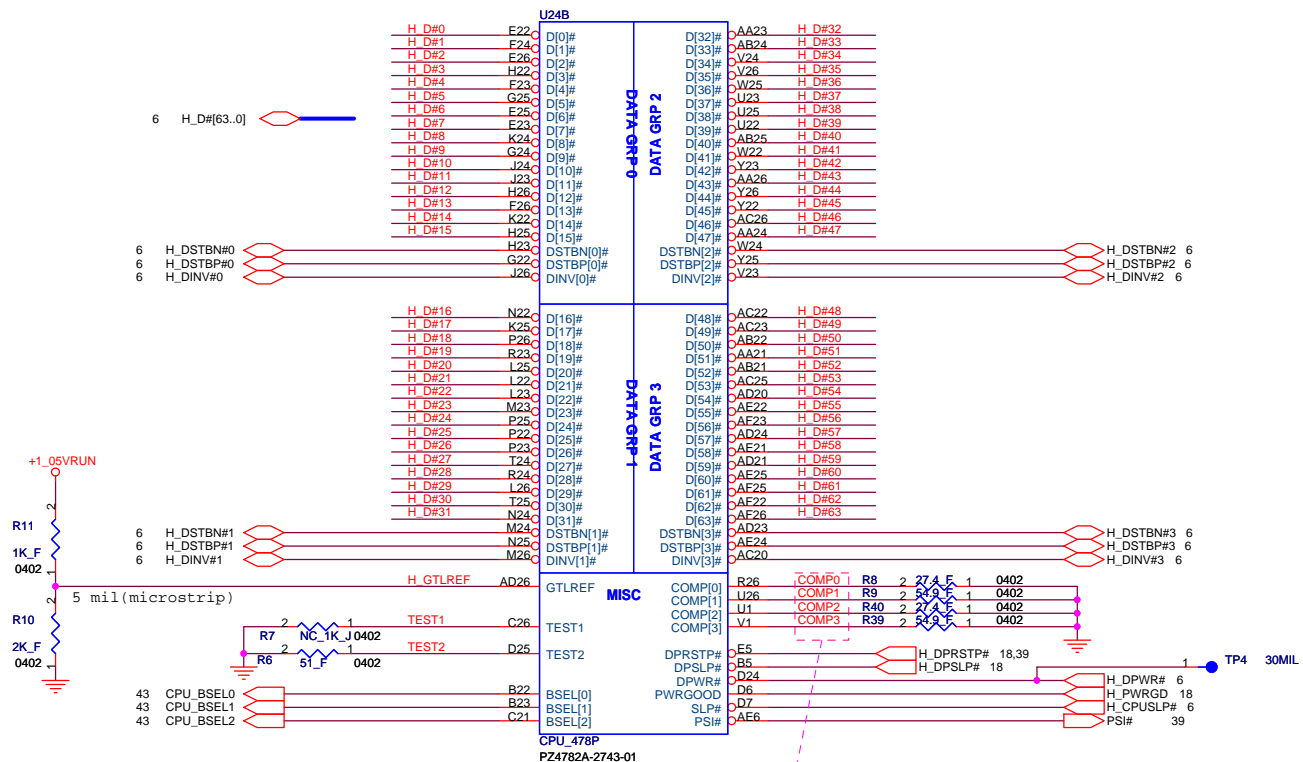 U24B
H_D#0 E22 D[0]# D[32]# AA23 H_D#32
H_D#1 F24 D[1]# D[33]# AB24 H_D#33
H_D#2 E26 D[2]# D[34]# V24 H_D#34
H_D#3 H22 D[3]# D[35]# V26 H_D#35
H_D#4 F23 D[4]# D[36]# W25 H_D#36
H_D#5 G25 D[5]# D[37]# U23 H_D#37
H_D#6 E25 D[6]# D[38]# U25 H_D#38
6 H_D#[63..0]
H_D#7 E23 D[7]# D[39]# U22 H_D#39
H_D#8 K24 D[8]# D[40]# AB25 H_D#40
H_D#9 G24 D[9]# D[41]# W22 H_D#41
H_D#10 J24 D[10]# D[42]# Y23 H_D#42
H_D#11 J23 D[11]# D[43]# AA26 H_D#43
H_D#12 H26 D[12]# D[44]# Y26 H_D#44
H_D#13 F26 D[13]# D[45]# Y22 H_D#45
H_D#14 K22 D[14]# D[46]# AC26 H_D#46
H_D#15 H25 D[15]# D[47]# AA24 H_D#47
DATA GRP 0
DATA GRP 2
6 H_DSTBN#0 H23 DSTBN[0]# DSTBN[2]# W24 H_DSTBN#2 6
6 H_DSTBP#0 G22 DSTBP[0]# DSTBP[2]# Y25 H_DSTBP#2 6
6 H_DINV#0 J26 DINV[0]# DINV[2]# V23 H_DINV#2 6
H_D#16 N22 D[16]# D[48]# AC22 H_D#48
H_D#17 K25 D[17]# D[49]# AC23 H_D#49
H_D#18 P26 D[18]# D[50]# AB22 H_D#50
H_D#19 R23 D[19]# D[51]# AA21 H_D#51
H_D#20 L25 D[20]# D[52]# AB21 H_D#52
H_D#21 L22 D[21]# D[53]# AC25 H_D#53
H_D#22 L23 D[22]# D[54]# AD20 H_D#54
H_D#23 M23 D[23]# D[55]# AE22 H_D#55
H_D#24 P25 D[24]# D[56]# AF23 H_D#56
H_D#25 P22 D[25]# D[57]# AD24 H_D#57
H_D#26 P23 D[26]# D[58]# AE21 H_D#58
H_D#27 T24 D[27]# D[59]# AD21 H_D#59
H_D#28 R24 D[28]# D[60]# AE25 H_D#60
H_D#29 L26 D[29]# D[61]# AF25 H_D#61
H_D#30 T25 D[30]# D[62]# AF22 H_D#62
H_D#31 N24 D[31]# D[63]# AF26 H_D#63
DATA GRP 1
DATA GRP 3
6 H_DSTBN#1 M24 DSTBN[1]# DSTBN[3]# AD23 H_DSTBN#3 6
6 H_DSTBP#1 N25 DSTBP[1]# DSTBP[3]# AE24 H_DSTBP#3 6
6 H_DINV#1 M26 DINV[1]# DINV[3]# AC20 H_DINV#3 6
+1_05VRUN
2
R11
1K_F
0402
1
H_GTLREF AD26 GTLREF
5 mil(microstrip)
2
R10
2K_F
0402
1
MISC
COMP[0] R26 COMP0 R8 2 27.4_F 1 0402
COMP[1] U26 COMP1 R9 2 54.9_F 1 0402
COMP[2] U1 COMP2 R40 2 27.4_F 1 0402
COMP[3] V1 COMP3 R39 2 54.9_F 1 0402
2 1 TEST1 C26 TEST1
R7 NC_1K_J 0402
2 1 TEST2 D25 TEST2
R6 51_F 0402
DPRSTP# E5 H_DPRSTP# 18,39
DPSLP# B5 H_DPSLP# 18
1 TP4 30MIL
DPWR# D24 H_DPWR# 6
43 CPU_BSEL0 B22 BSEL[0] PWRGOOD D6 H_PWRGD 18
43 CPU_BSEL1 B23 BSEL[1] SLP# D7 H_CPUSLP# 6
43 CPU_BSEL2 C21 BSEL[2] PSI# AE6 PSI# 39
CPU_478P
PZ4782A-2743-01